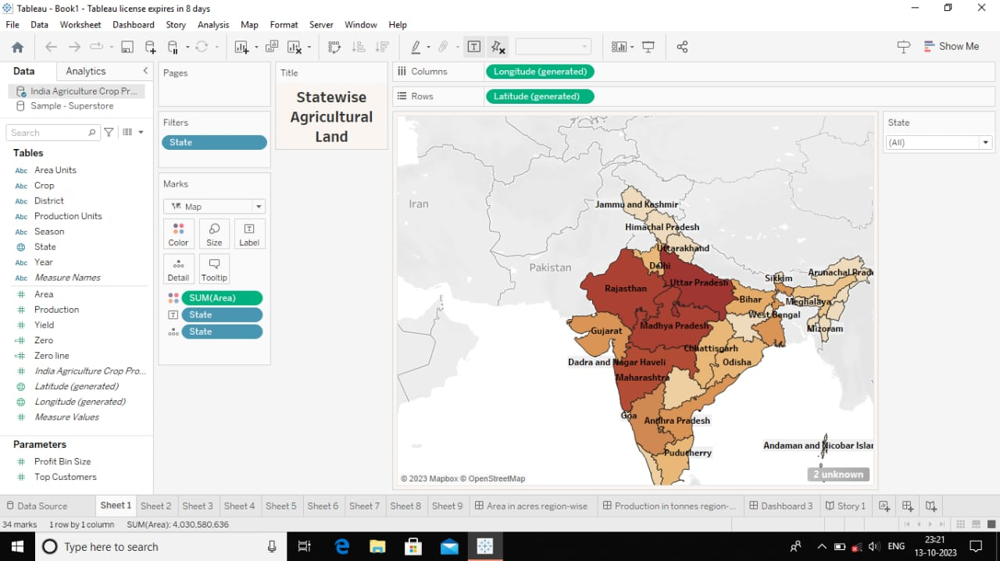 Tableau - Book1 - Tableau license expires in 8 days
File Data Worksheet Dashboard Story Analysis Map Format Server Window Help
Show Me
Data Analytics
India Agriculture Crop Pr...
Sample - Superstore
Search
Tables
Abc Area Units
Abc Crop
Abc District
Abc Production Units
Abc Season
State
Abc Year
Abc Measure Names
# Area
# Production
# Yield
# Zero
# Zero line
# India Agriculture Crop Pro...
Latitude (generated)
Longitude (generated)
# Measure Values
Parameters
# Profit Bin Size
# Top Customers
Pages
Filters
State
Marks
Map
Color Size Label
Detail Tooltip
SUM(Area)
State
State
Title
Statewise
Agricultural
Land
Columns Longitude (generated)
Rows Latitude (generated)
Iran
Pakistan
Jammu and Kashmir
Himachal Pradesh
Uttarakhand
Delhi
Rajasthan
Uttar Pradesh
Sikkim
Arunachal Prade
Bihar
Meghalaya
West Bengal
Mizoram
Gujarat
Madhya Pradesh
Chhattisgarh
Dadra and Nagar Haveli
Odisha
Maharashtra
Goa
Andhra Pradesh
Puducherry
Andaman and Nicobar Islan
2 unknown
© 2023 Mapbox © OpenStreetMap
State
(All)
Data Source Sheet 1 Sheet 2 Sheet 3 Sheet 4 Sheet 5 Sheet 6 Sheet 7 Sheet 8 Sheet 9 Area in acres region-wise Production in tonnes region-... Dashboard 3 Story 1
34 marks 1 row by 1 column SUM(Area): 4,030,580,636
Type here to search
ENG
23:21
13-10-2023